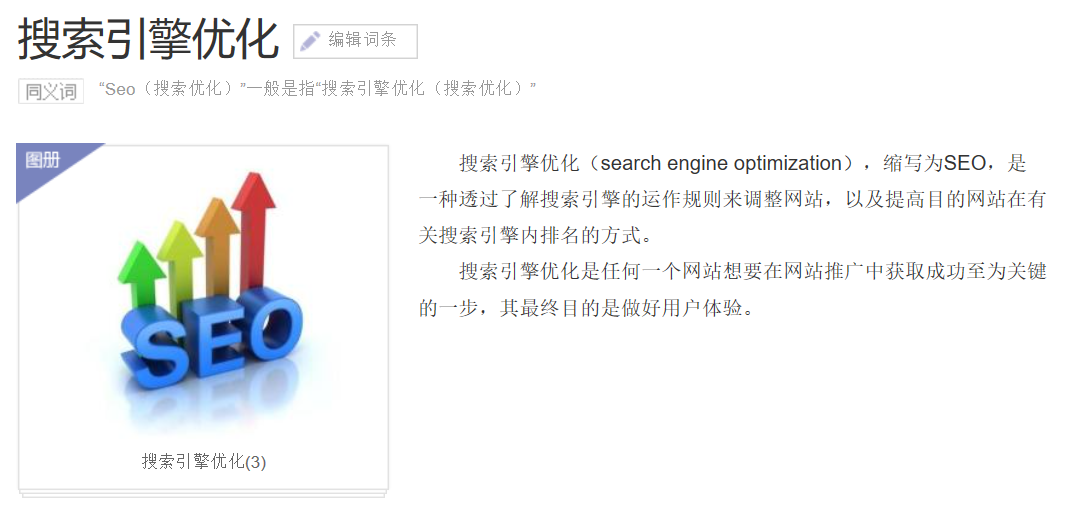 搜索引擎优化
编辑词条
同义词 “Seo（搜索优化）”一般是指“搜索引擎优化（搜索优化）”
图册
SEO
搜索引擎优化(3)
搜索引擎优化（search engine optimization），缩写为SEO，是
一种透过了解搜索引擎的运作规则来调整网站，以及提高目的网站在有
关搜索引擎内排名的方式。
搜索引擎优化是任何一个网站想要在网站推广中获取成功至为关键
的一步，其最终目的是做好用户体验。